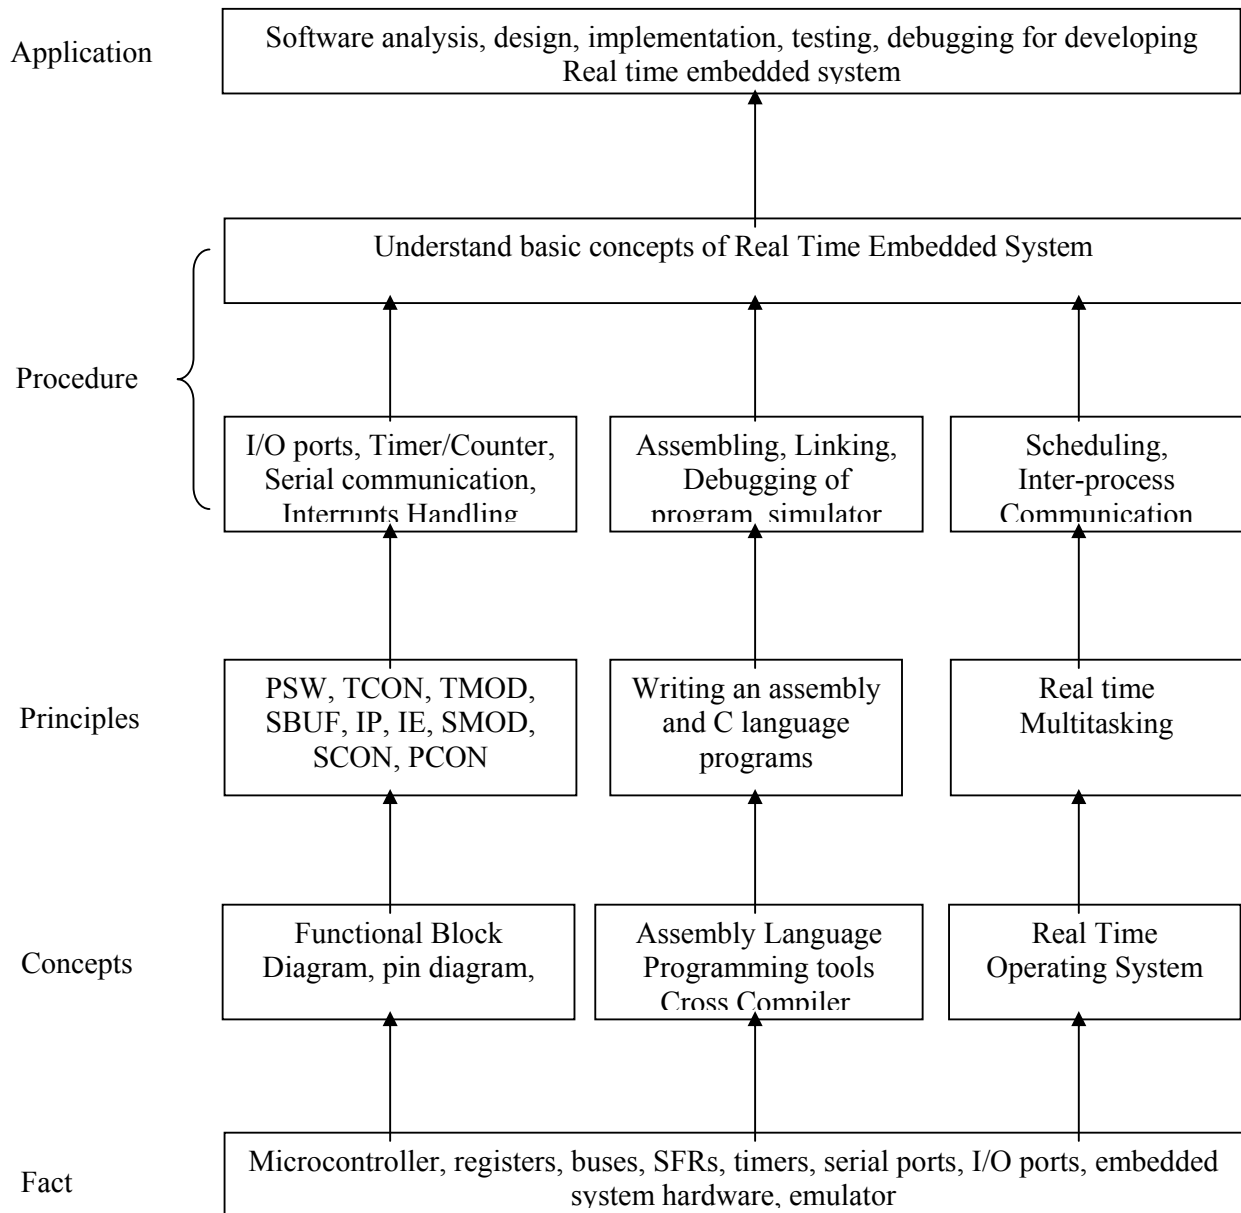 Application
Software analysis, design, implementation, testing, debugging for developing
Real time embedded system
Understand basic concepts of Real Time Embedded System
Procedure
I/O ports, Timer/Counter,
Serial communication,
Interrupts Handling
Assembling, Linking,
Debugging of
program, simulator
Scheduling,
Inter-process
Communication
Principles
PSW, TCON, TMOD,
SBUF, IP, IE, SMOD,
SCON, PCON
Writing an assembly
and C language
programs
Real time
Multitasking
Concepts
Functional Block
Diagram, pin diagram,
Assembly Language
Programming tools
Cross Compiler
Real Time
Operating System
Fact
Microcontroller, registers, buses, SFRs, timers, serial ports, I/O ports, embedded
system hardware, emulator